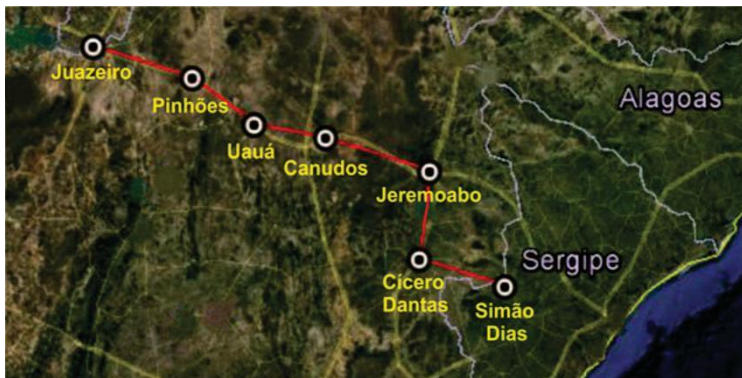 Juazeiro
Pinhões
Alagoas
Uauá
Canudos
Jeremoabo
Sergipe
Cícero
Dantas
Simão
Dias